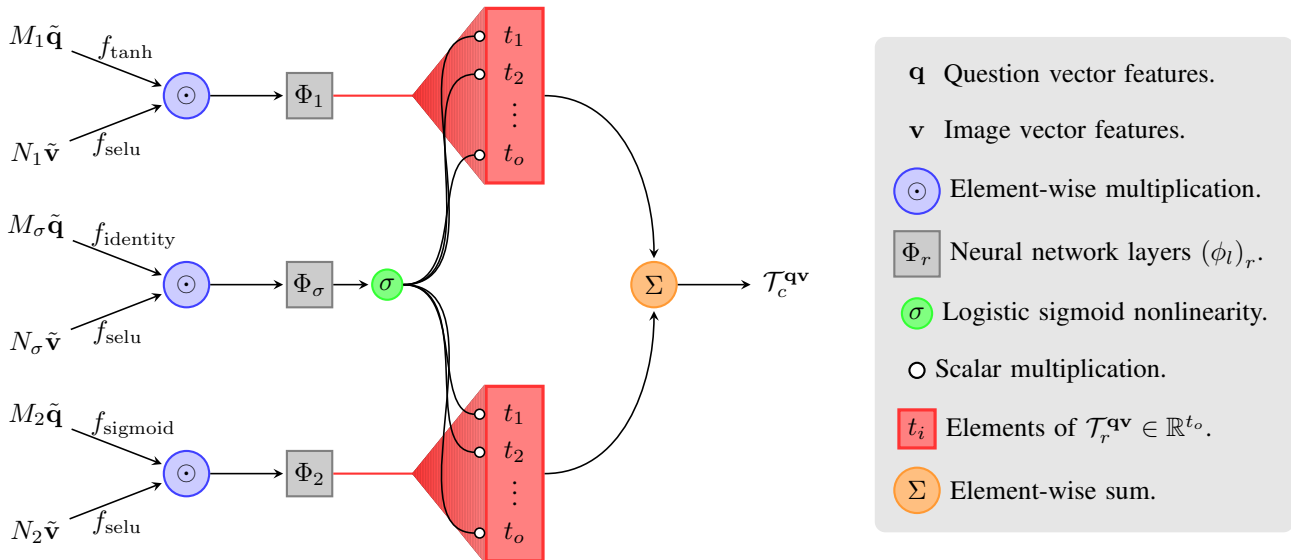 M₁q̃
f_tanh
⊙
N₁ṽ
f_selu
Φ₁
t₁
t₂
⋮
t_o
M_σq̃
f_identity
⊙
N_σṽ
f_selu
Φ_σ
σ
Σ
𝒯_c^qv
M₂q̃
f_sigmoid
⊙
N₂ṽ
f_selu
Φ₂
t₁
t₂
⋮
t_o
q Question vector features.
v Image vector features.
⊙ Element-wise multiplication.
Φ_r Neural network layers (ϕ_l)_r.
σ Logistic sigmoid nonlinearity.
Scalar multiplication.
t_i Elements of 𝒯_r^qv ∈ ℝ^t_o.
Σ Element-wise sum.